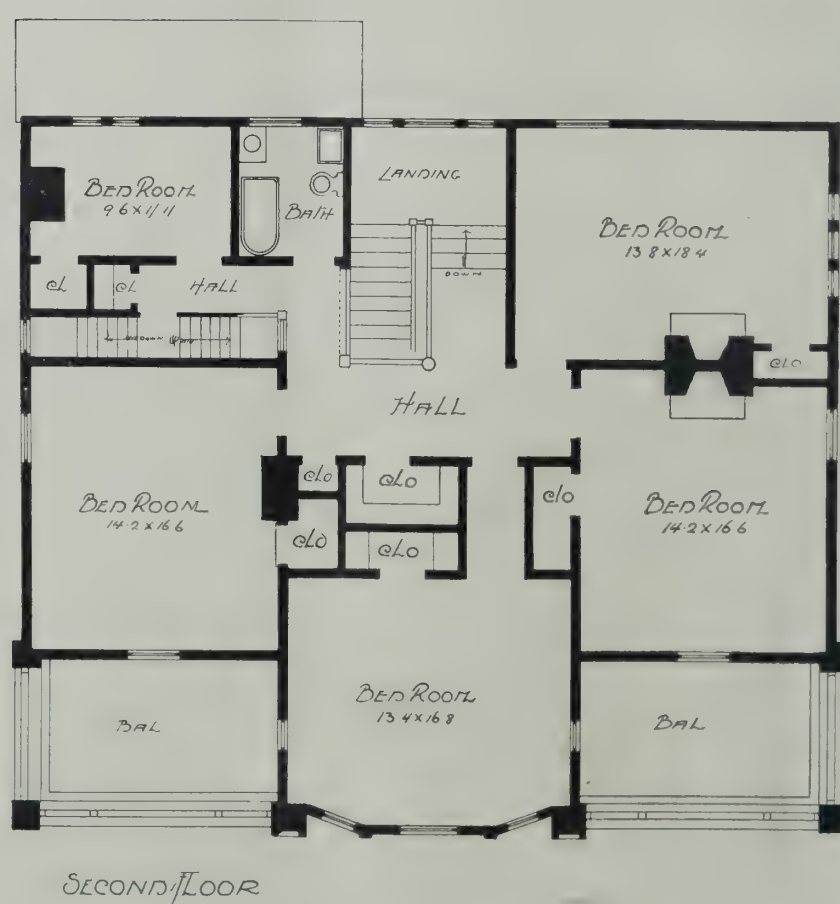 BED ROOM
9 6 X 11 11
BATH
LANDING
BED ROOM
13 8 X 18 4
CL
CL
HALL
DOWN
DOWN
UP
CLO
HALL
BED ROOM
14·2 X 16 6
CLO
CLO
CLO
CLO
CLO
BED ROOM
14·2 X 16 6
BED ROOM
13 4 X 16 8
BAL
BAL
SECOND FLOOR